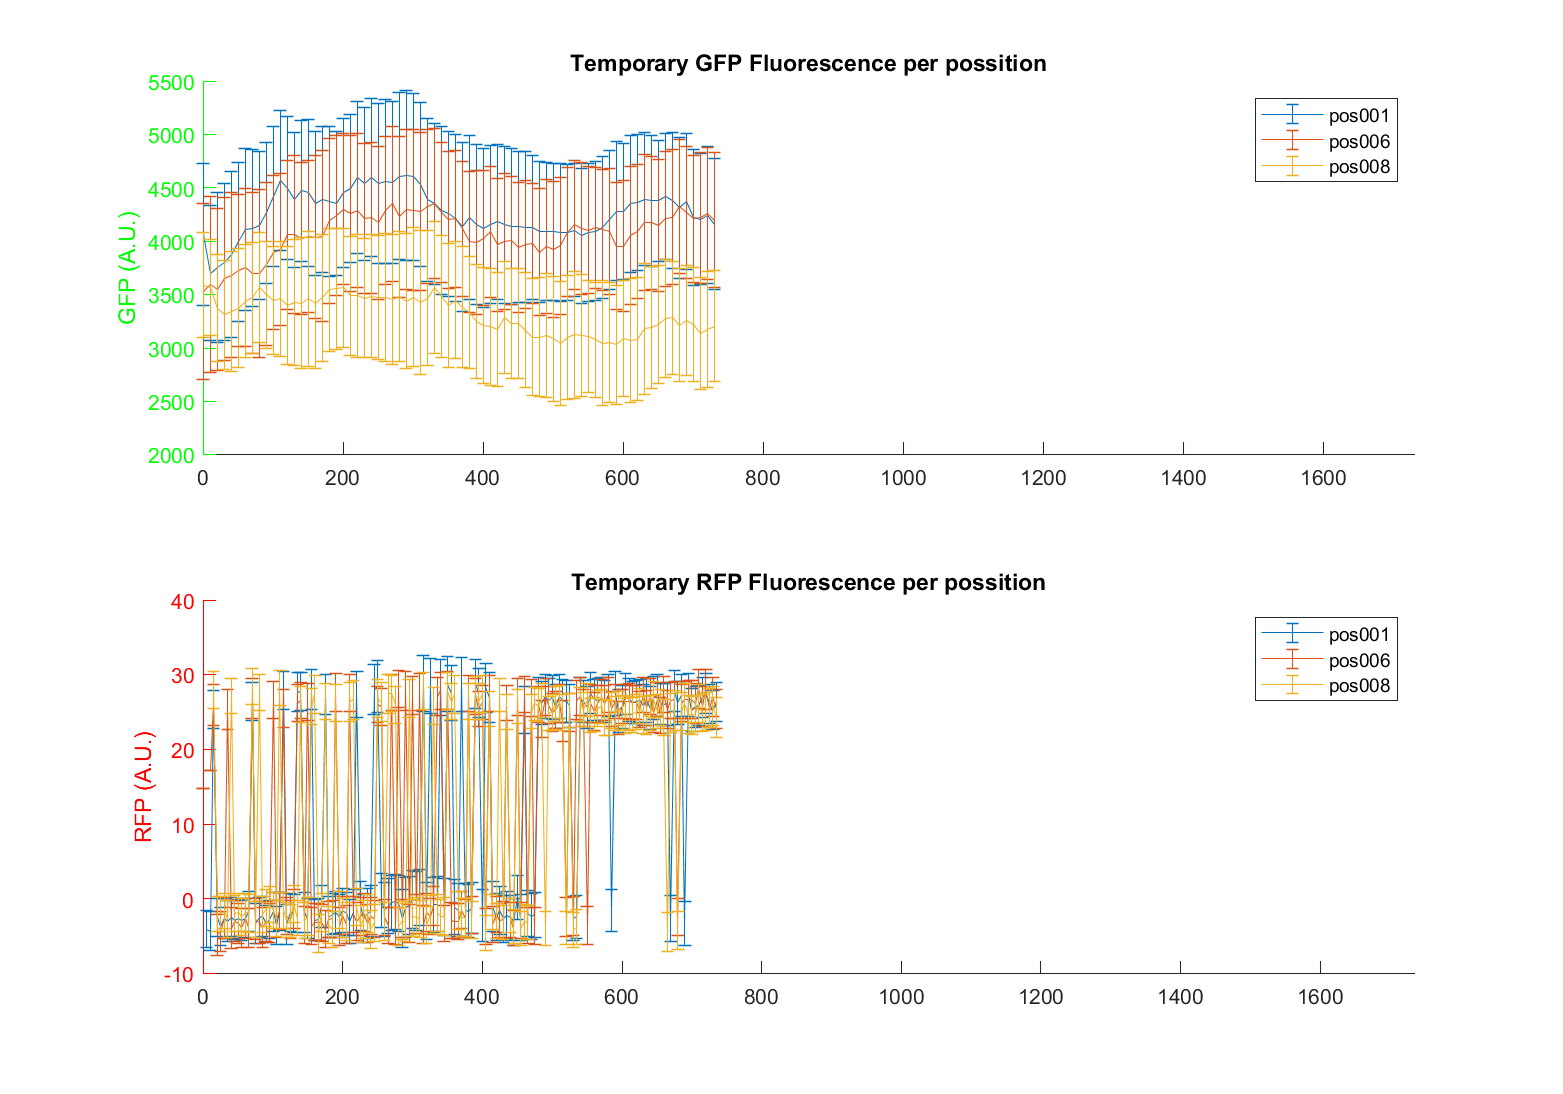 Temporary GFP Fluorescence per possition
5500
5000
4500
4000
3500
3000
2500
2000
GFP (A.U.)
pos001
pos006
pos008
0 200 400 600 800 1000 1200 1400 1600
Temporary RFP Fluorescence per possition
40
30
20
10
0
-10
RFP (A.U.)
pos001
pos006
pos008
0 200 400 600 800 1000 1200 1400 1600